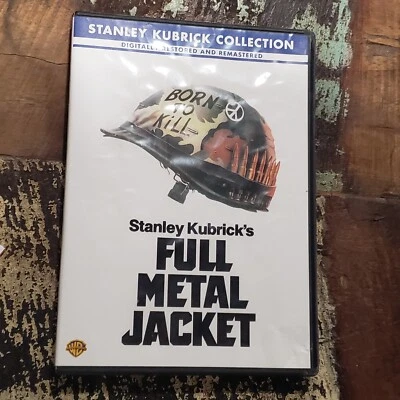 STANLEY KUBRICK COLLECTION
DIGITALLY RESTORED AND REMASTERED
BORN
TO
KiLL
Stanley Kubrick's
FULL
METAL
JACKET